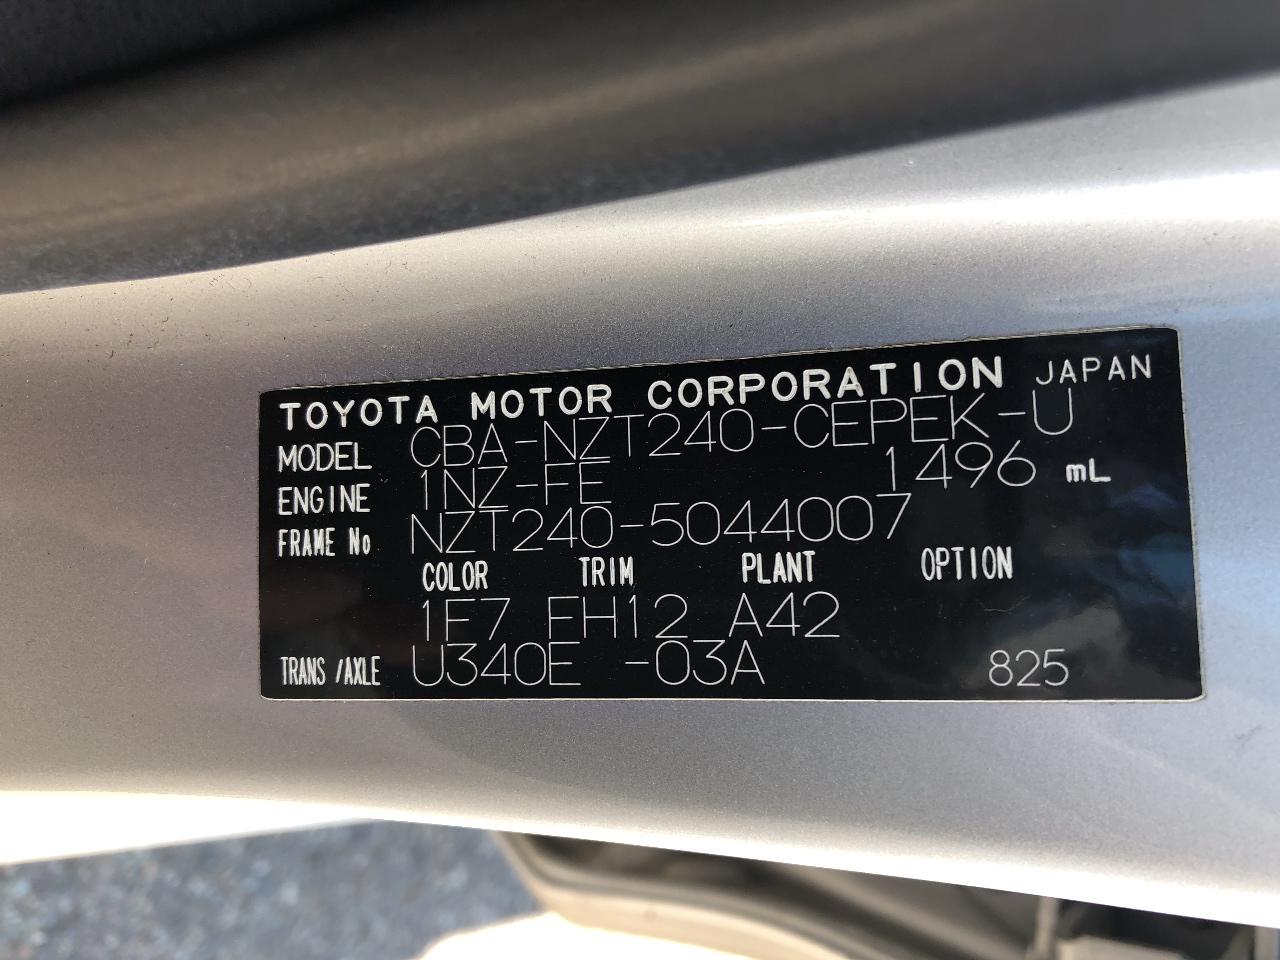 TOYOTA MOTOR CORPORATION JAPAN
MODEL CBA-NZT240-CEPEK-U
ENGINE 1NZ-FE 1496 mL
FRAME No NZT240-5044007
COLOR TRIM PLANT OPTION
1F7 FH12 A42
TRANS /AXLE U340E -03A 825